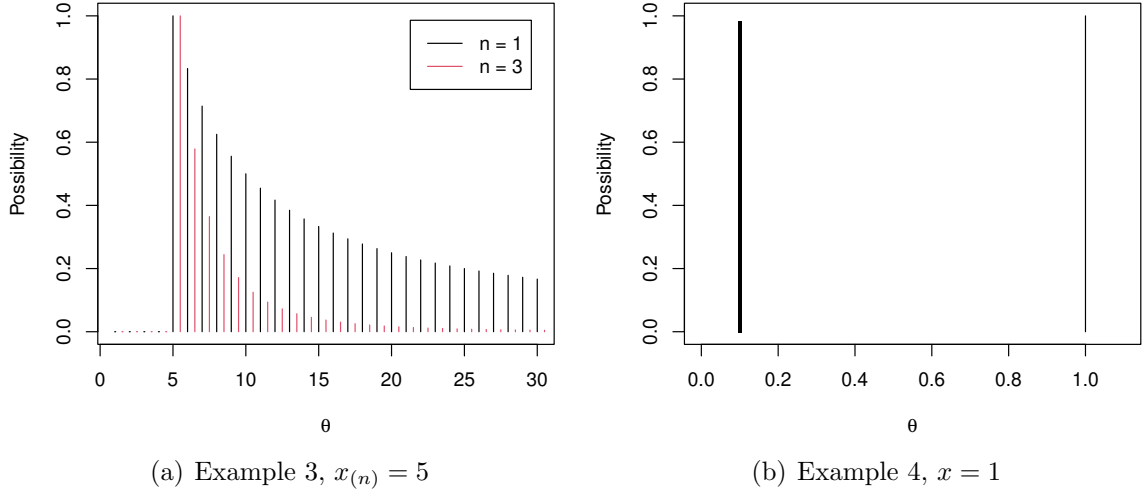 1.0
0.8
0.6
0.4
0.2
0.0
Possibility
n = 1
n = 3
0 5 10 15 20 25 30
θ
(a) Example 3, x(n) = 5
1.0
0.8
0.6
0.4
0.2
0.0
Possibility
0.0 0.2 0.4 0.6 0.8 1.0
θ
(b) Example 4, x = 1